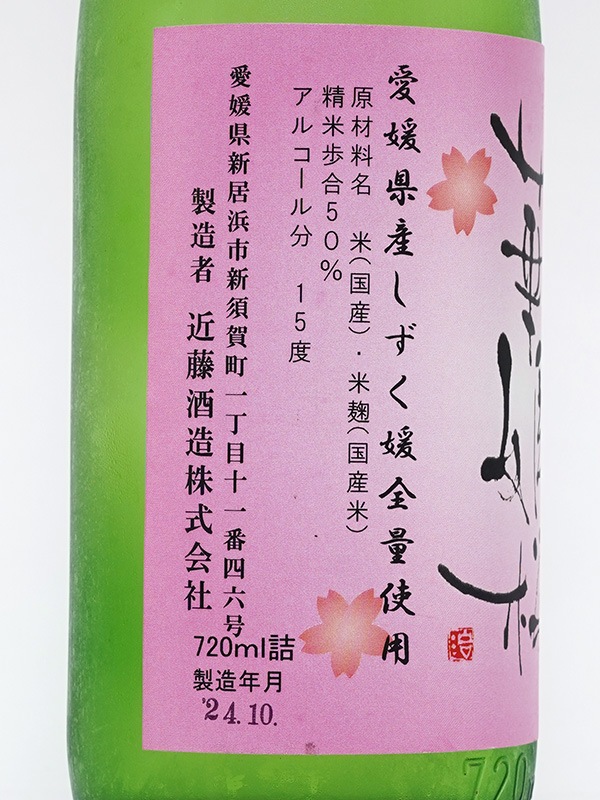 愛媛県産しずく媛全量使用
原材料名 米(国産)・米麹(国産米)
精米歩合50%
アルコール分 15度
愛媛県新居浜市新須賀町一丁目十一番四六号
製造者 近藤酒造株式会社
720ml詰
製造年月
'24.10.
720